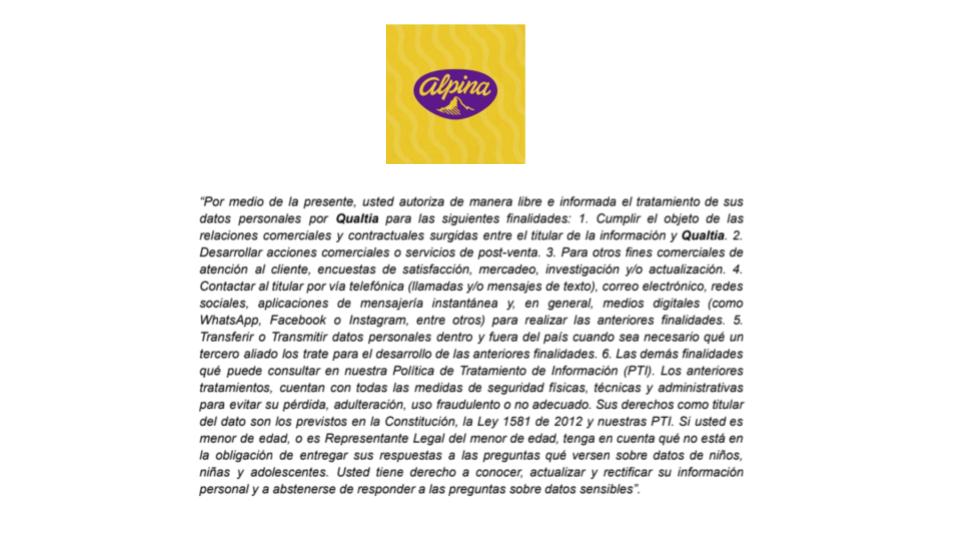 alpina
“Por medio de la presente, usted autoriza de manera libre e informada el tratamiento de sus
datos personales por Qualtia para las siguientes finalidades: 1. Cumplir el objeto de las
relaciones comerciales y contractuales surgidas entre el titular de la información y Qualtia. 2.
Desarrollar acciones comerciales o servicios de post-venta. 3. Para otros fines comerciales de
atención al cliente, encuestas de satisfacción, mercadeo, investigación y/o actualización. 4.
Contactar al titular por vía telefónica (llamadas y/o mensajes de texto), correo electrónico, redes
sociales, aplicaciones de mensajería instantánea y, en general, medios digitales (como
WhatsApp, Facebook o Instagram, entre otros) para realizar las anteriores finalidades. 5.
Transferir o Transmitir datos personales dentro y fuera del país cuando sea necesario qué un
tercero aliado los trate para el desarrollo de las anteriores finalidades. 6. Las demás finalidades
qué puede consultar en nuestra Política de Tratamiento de Información (PTI). Los anteriores
tratamientos, cuentan con todas las medidas de seguridad físicas, técnicas y administrativas
para evitar su pérdida, adulteración, uso fraudulento o no adecuado. Sus derechos como titular
del dato son los previstos en la Constitución, la Ley 1581 de 2012 y nuestras PTI. Si usted es
menor de edad, o es Representante Legal del menor de edad, tenga en cuenta qué no está en
la obligación de entregar sus respuestas a las preguntas qué versen sobre datos de niños,
niñas y adolescentes. Usted tiene derecho a conocer, actualizar y rectificar su información
personal y a abstenerse de responder a las preguntas sobre datos sensibles”.